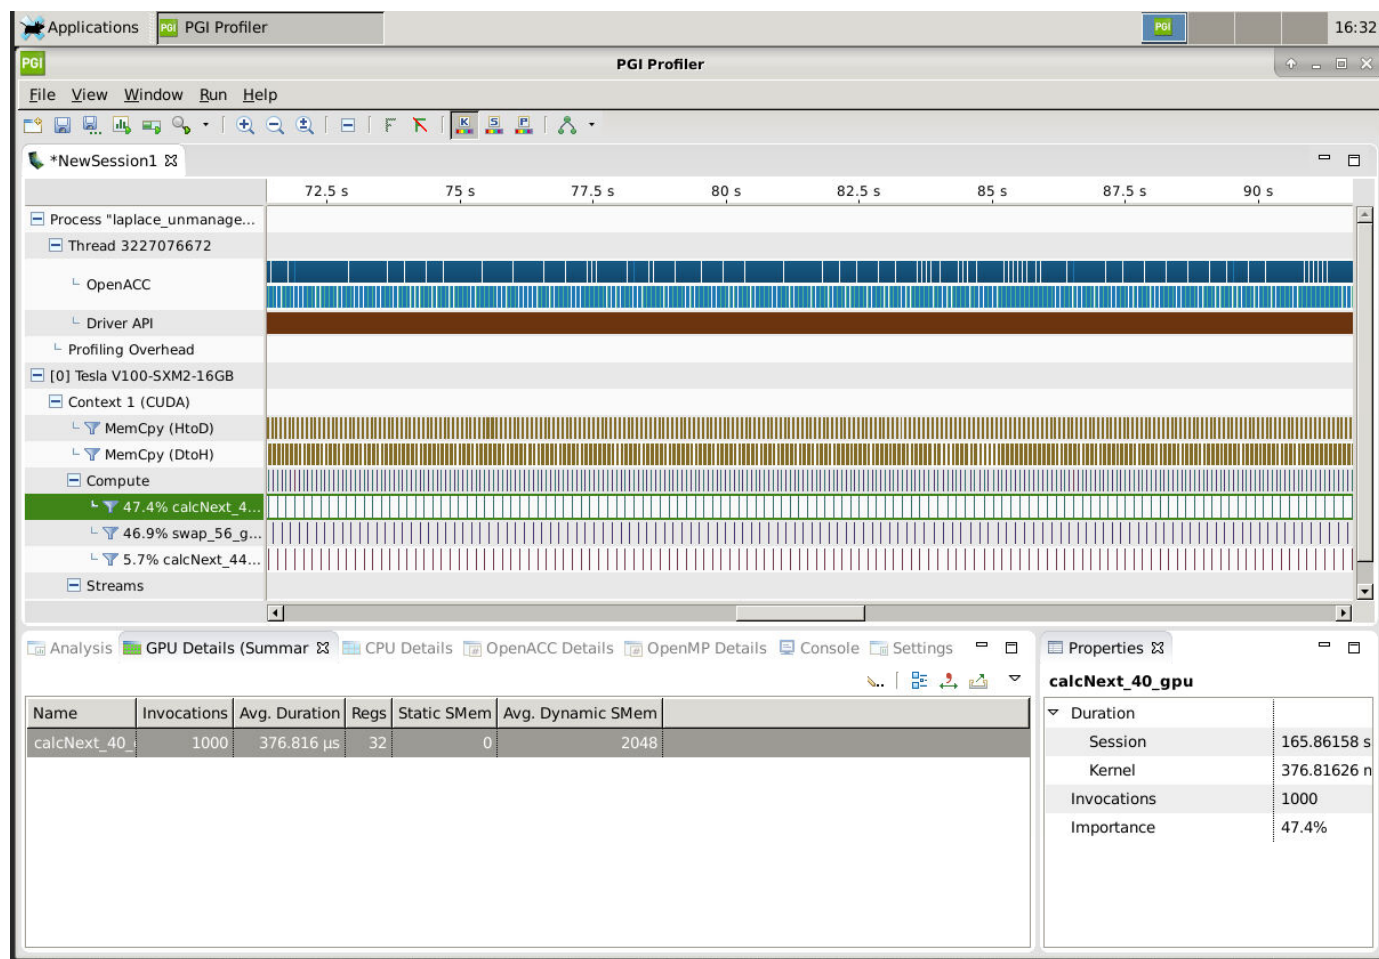 Applications PGI PGI Profiler PGI 16:32
PGI PGI Profiler
File View Window Run Help
F K S P
*NewSession1
72.5 s 75 s 77.5 s 80 s 82.5 s 85 s 87.5 s 90 s
Process "laplace_unmanage...
Thread 3227076672
OpenACC
Driver API
Profiling Overhead
[0] Tesla V100-SXM2-16GB
Context 1 (CUDA)
MemCpy (HtoD)
MemCpy (DtoH)
Compute
47.4% calcNext_4...
46.9% swap_56_g...
5.7% calcNext_44...
Streams
Analysis GPU Details (Summar CPU Details OpenACC Details OpenMP Details Console Settings
Name Invocations Avg. Duration Regs Static SMem Avg. Dynamic SMem
calcNext_40_ 1000 376.816 µs 32 0 2048
Properties
calcNext_40_gpu
Duration
Session 165.86158 s
Kernel 376.81626 n
Invocations 1000
Importance 47.4%